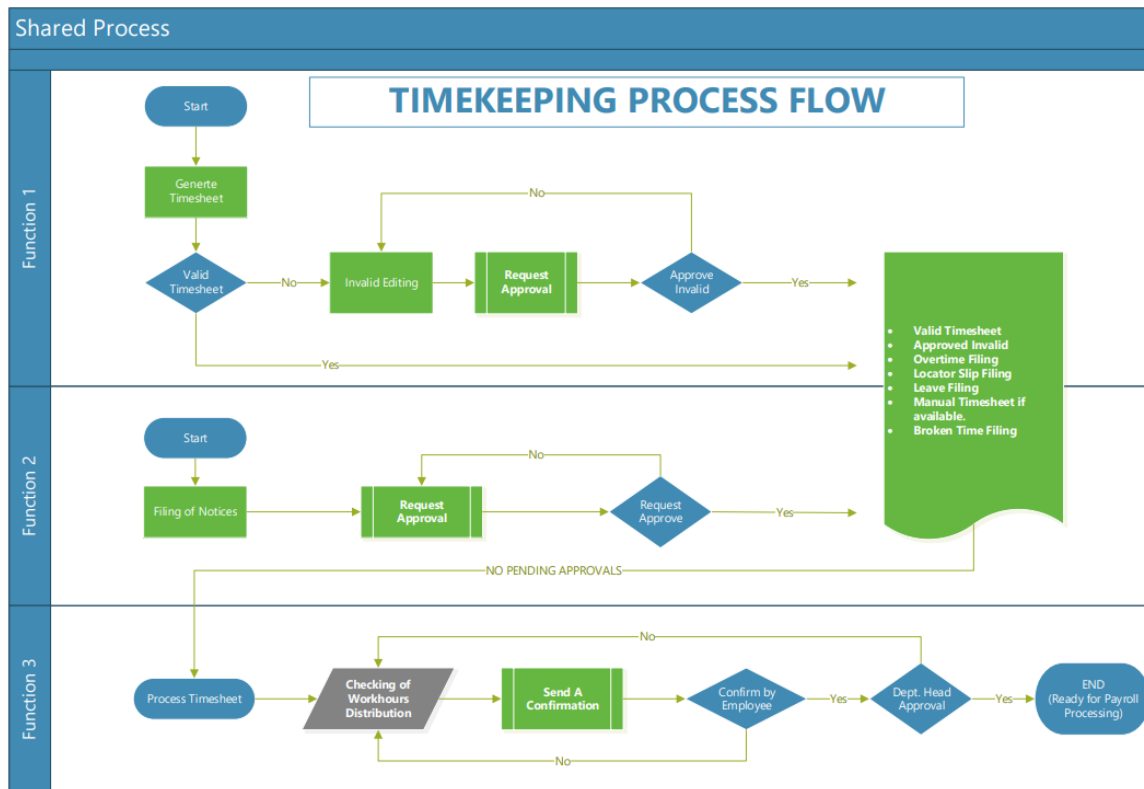 Shared Process
TIMEKEEPING PROCESS FLOW
Function 1
Start
Generte
Timesheet
No
Valid
Timesheet
No
Invalid Editing
Request
Approval
Approve
Invalid
Yes
Yes
• Valid Timesheet
• Approved Invalid
• Overtime Filing
• Locator Slip Filing
• Leave Filing
• Manual Timesheet if
available.
• Broken Time Filing
Function 2
Start
No
Filing of Notices
Request
Approval
Request
Approve
Yes
NO PENDING APPROVALS
Function 3
No
Process Timesheet
Checking of
Workhours
Distribution
Send A
Confirmation
Confirm by
Employee
Yes
Dept. Head
Approval
Yes
END
(Ready for Payroll
Processing)
No